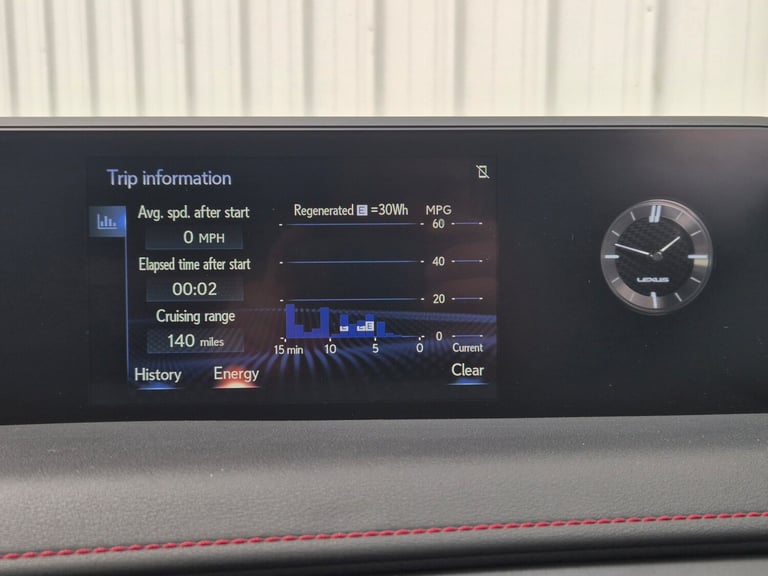 Trip information
Avg. spd. after start
0 MPH
Elapsed time after start
00:02
Cruising range
140 miles
History
Energy
Regenerated E =30Wh
MPG
60
40
20
0
E
E E
15 min
10
5
0
Current
Clear
LEXUS